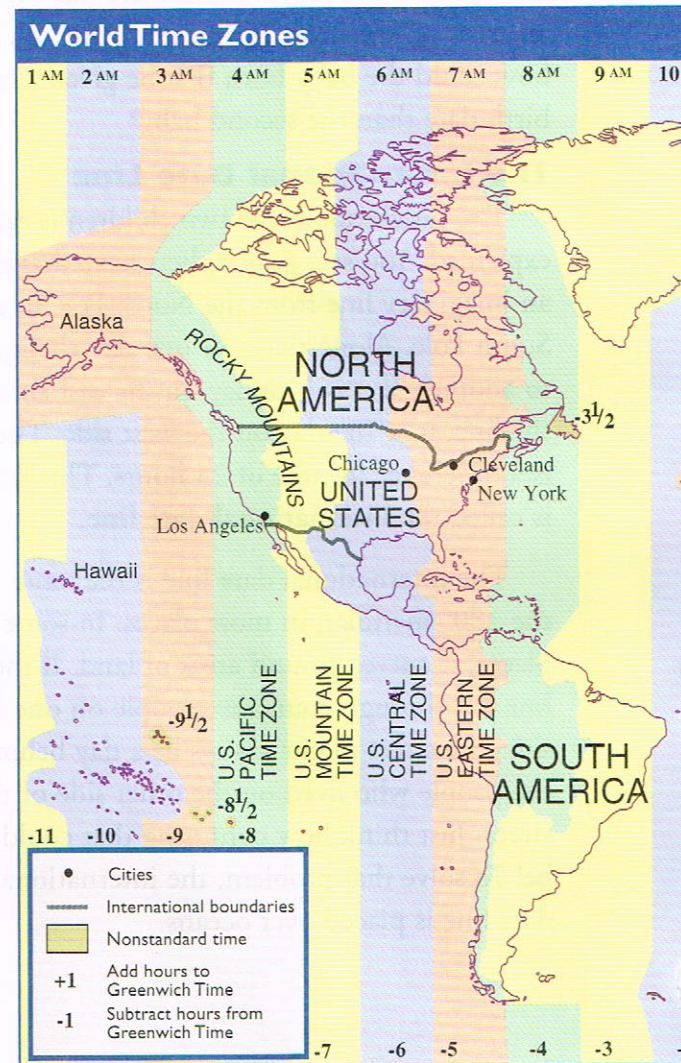 World Time Zones
1 AM 2 AM 3 AM 4 AM 5 AM 6 AM 7 AM 8 AM 9 AM 10
Alaska
ROCKY MOUNTAINS
NORTH
AMERICA
-3 1/2
Chicago
Cleveland
UNITED
STATES
New York
Los Angeles
Hawaii
-9 1/2
-8 1/2
U.S.
PACIFIC
TIME ZONE
U.S.
MOUNTAIN
TIME ZONE
U.S.
CENTRAL
TIME ZONE
U.S.
EASTERN
TIME ZONE
SOUTH
AMERICA
-11 -10 -9 -8
Cities
International boundaries
Nonstandard time
+1 Add hours to
Greenwich Time
-1 Subtract hours from
Greenwich Time
-7 -6 -5 -4 -3